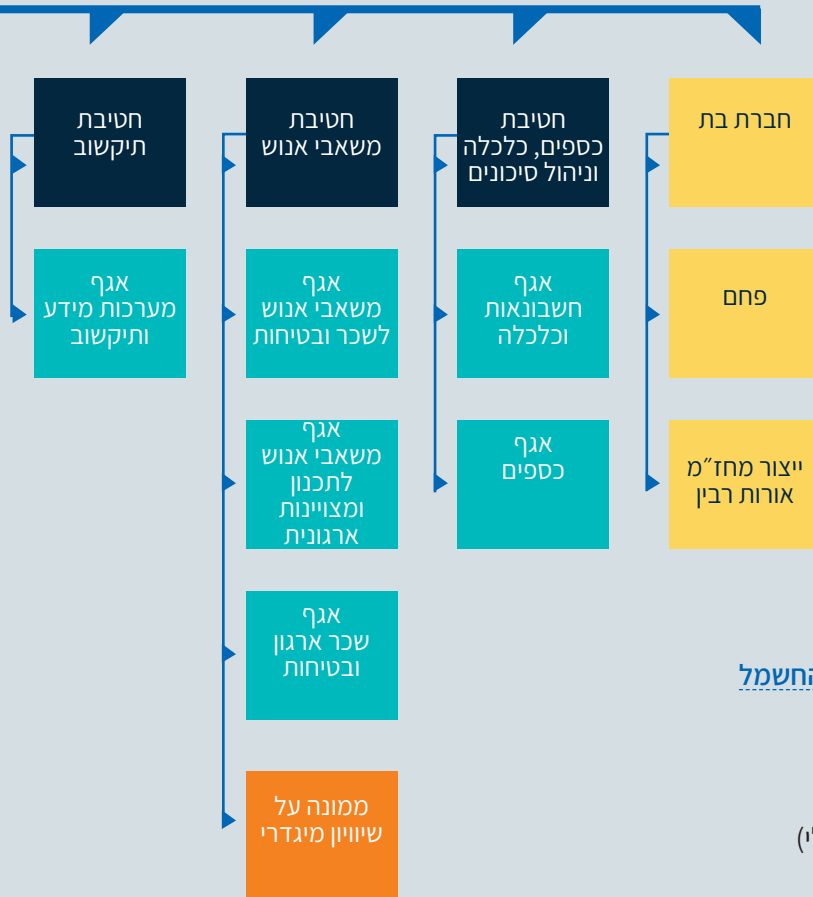 חברת בת
פחם
ייצור מחז״מ
אורות רבין
חטיבת
כספים, כלכלה
וניהול סיכונים
אגף
חשבונאות
וכלכלה
אגף
כספים
חטיבת
משאבי אנוש
אגף
משאבי אנוש
לשכר ובטיחות
אגף
משאבי אנוש
לתכנון
ומצויינות
ארגונית
אגף
שכר ארגון
ובטיחות
ממונה על
שיוויון מיגדרי
חטיבת
תיקשוב
אגף
מערכות מידע
ותיקשוב
החשמל